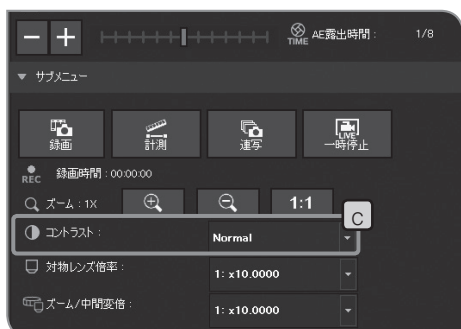 − + TIME AE露出時間 : 1/8
▼ サブメニュー
録画 計測 連写 LIVE 一時停止
REC 録画時間 : 00:00:00
ズーム : 1X 1:1
C
コントラスト : Normal
対物レンズ倍率 : 1: x10.0000
ズーム/中間変倍 : 1: x10.0000